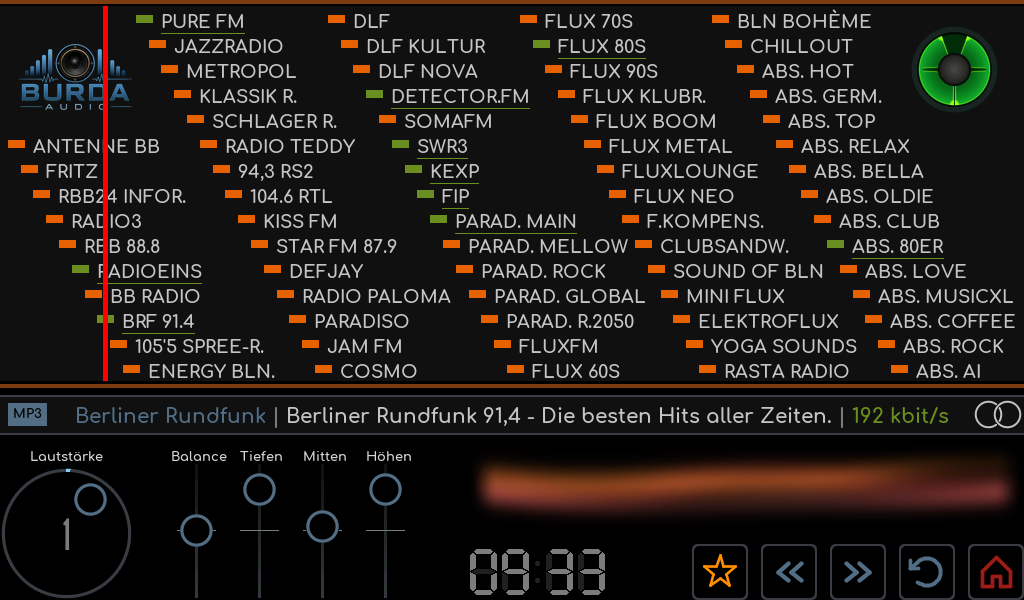 BURDA
AUDIO
ANTENNE BB
FRITZ
RBB24 INFOR.
RADIO3
RBB 88.8
RADIOEINS
BB RADIO
BRF 91.4
105'5 SPREE-R.
ENERGY BLN.
PURE FM
JAZZRADIO
METROPOL
KLASSIK R.
SCHLAGER R.
RADIO TEDDY
94,3 RS2
104.6 RTL
KISS FM
STAR FM 87.9
DEFJAY
RADIO PALOMA
PARADISO
JAM FM
COSMO
DLF
DLF KULTUR
DLF NOVA
DETECTOR.FM
SOMAFM
SWR3
KEXP
FIP
PARAD. MAIN
PARAD. MELLOW
PARAD. ROCK
PARAD. GLOBAL
PARAD. R.2050
FLUXFM
FLUX 60S
FLUX 70S
FLUX 80S
FLUX 90S
FLUX KLUBR.
FLUX BOOM
FLUX METAL
FLUXLOUNGE
FLUX NEO
F.KOMPENS.
CLUBSANDW.
SOUND OF BLN
MINI FLUX
ELEKTROFLUX
YOGA SOUNDS
RASTA RADIO
BLN BOHÈME
CHILLOUT
ABS. HOT
ABS. GERM.
ABS. TOP
ABS. RELAX
ABS. BELLA
ABS. OLDIE
ABS. CLUB
ABS. 80ER
ABS. LOVE
ABS. MUSICXL
ABS. COFFEE
ABS. ROCK
ABS. AI
MP3 Berliner Rundfunk | Berliner Rundfunk 91,4 - Die besten Hits aller Zeiten. | 192 kbit/s
Lautstärke Balance Tiefen Mitten Höhen
1